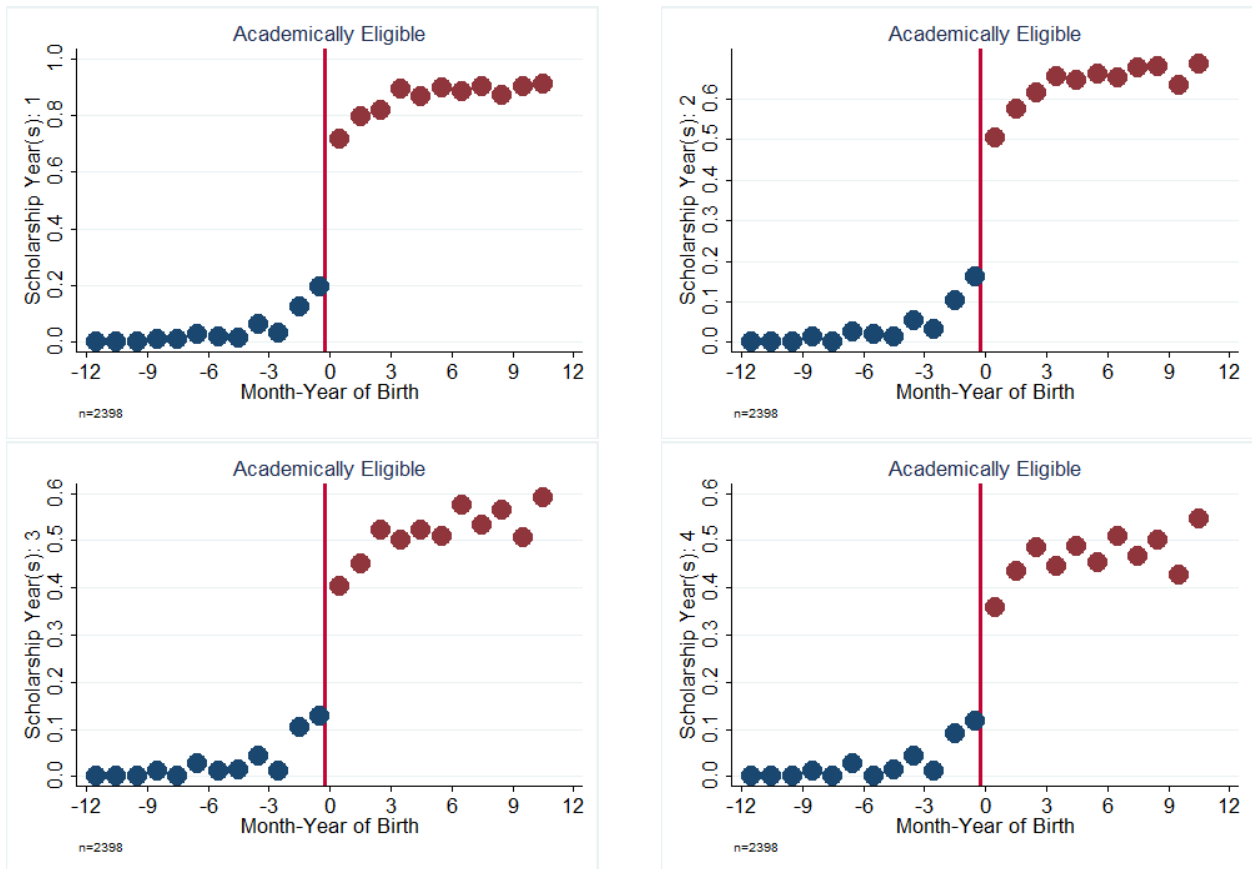 Academically Eligible
Scholarship Year(s): 1
1.0
0.8
0.6
0.4
0.2
0.0
-12 -9 -6 -3 0 3 6 9 12
Month-Year of Birth
n=2398
Academically Eligible
Scholarship Year(s): 2
0.6
0.5
0.4
0.3
0.2
0.1
0.0
-12 -9 -6 -3 0 3 6 9 12
Month-Year of Birth
n=2398
Academically Eligible
Scholarship Year(s): 3
0.6
0.5
0.4
0.3
0.2
0.1
0.0
-12 -9 -6 -3 0 3 6 9 12
Month-Year of Birth
n=2398
Academically Eligible
Scholarship Year(s): 4
0.6
0.5
0.4
0.3
0.2
0.1
0.0
-12 -9 -6 -3 0 3 6 9 12
Month-Year of Birth
n=2398